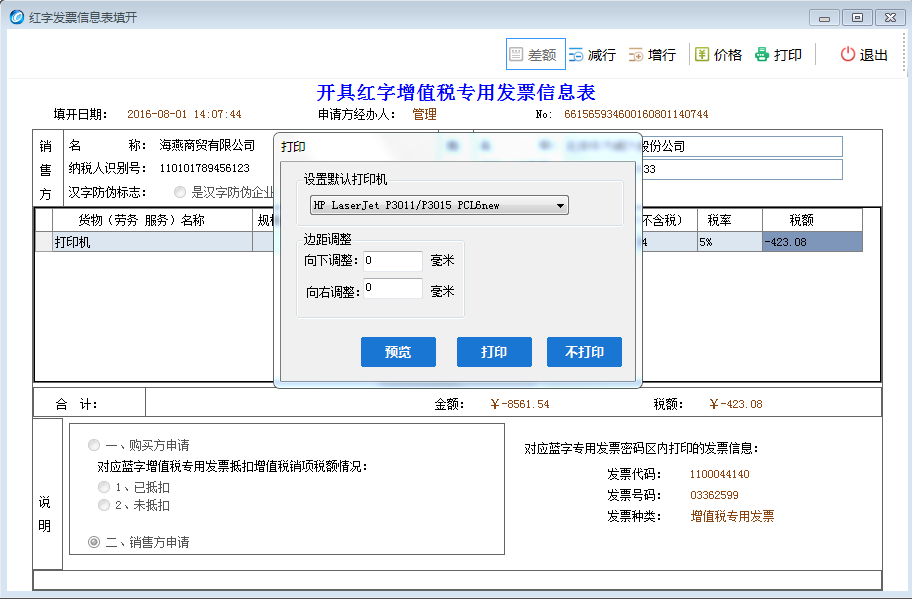 红字发票信息表填开
差额 减行 增行 价格 打印 退出
开具红字增值税专用发票信息表
填开日期： 2016-08-01 14:07:44 申请方经办人： 管理 No: 661565934600160801140744
销售方
名 称： 海燕商贸有限公司
纳税人识别号： 110101789456123
汉字防伪标志： 是汉字防伪企业
股份公司
33
货物（劳务 服务）名称 规格 不含税） 税率 税额
打印机 4 5% -423.08
打印
设置默认打印机
HP LaserJet P3011/P3015 PCL6new
边距调整
向下调整： 0 毫米
向右调整： 0 毫米
预览 打印 不打印
合 计： 金额： ￥-8561.54 税额： ￥-423.08
说明
一、购买方申请
对应蓝字增值税专用发票抵扣增值税销项税额情况：
1、已抵扣
2、未抵扣
二、销售方申请
对应蓝字专用发票密码区内打印的发票信息：
发票代码： 1100044140
发票号码： 03362599
发票种类： 增值税专用发票